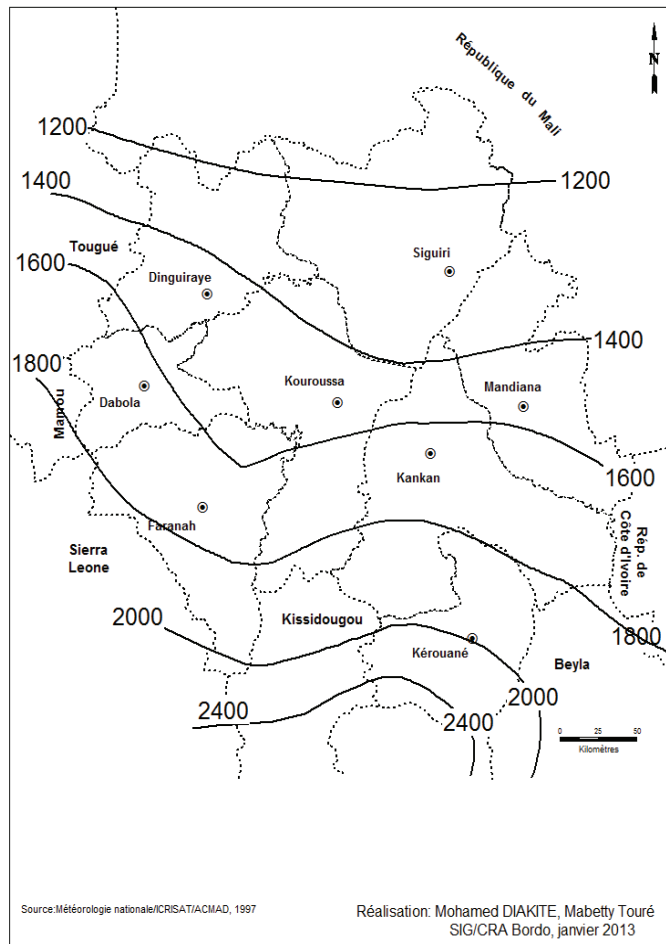 N
République du Mali
1200
1200
1400
Tougué
Siguiri
1600
Dinguiraye
1400
1800
Mamou
Dabola
Kouroussa
Mandiana
Kankan
1600
Faranah
Rép. de
Côte d'Ivoire
Sierra
Leone
2000
Kissidougou
1800
Kérouané
Beyla
2000
2400
2400
0 25 50
Kilométres
Source:Météorologie nationale/ICRISAT/ACMAD, 1997
Réalisation: Mohamed DIAKITE, Mabetty Touré
SIG/CRA Bordo, janvier 2013